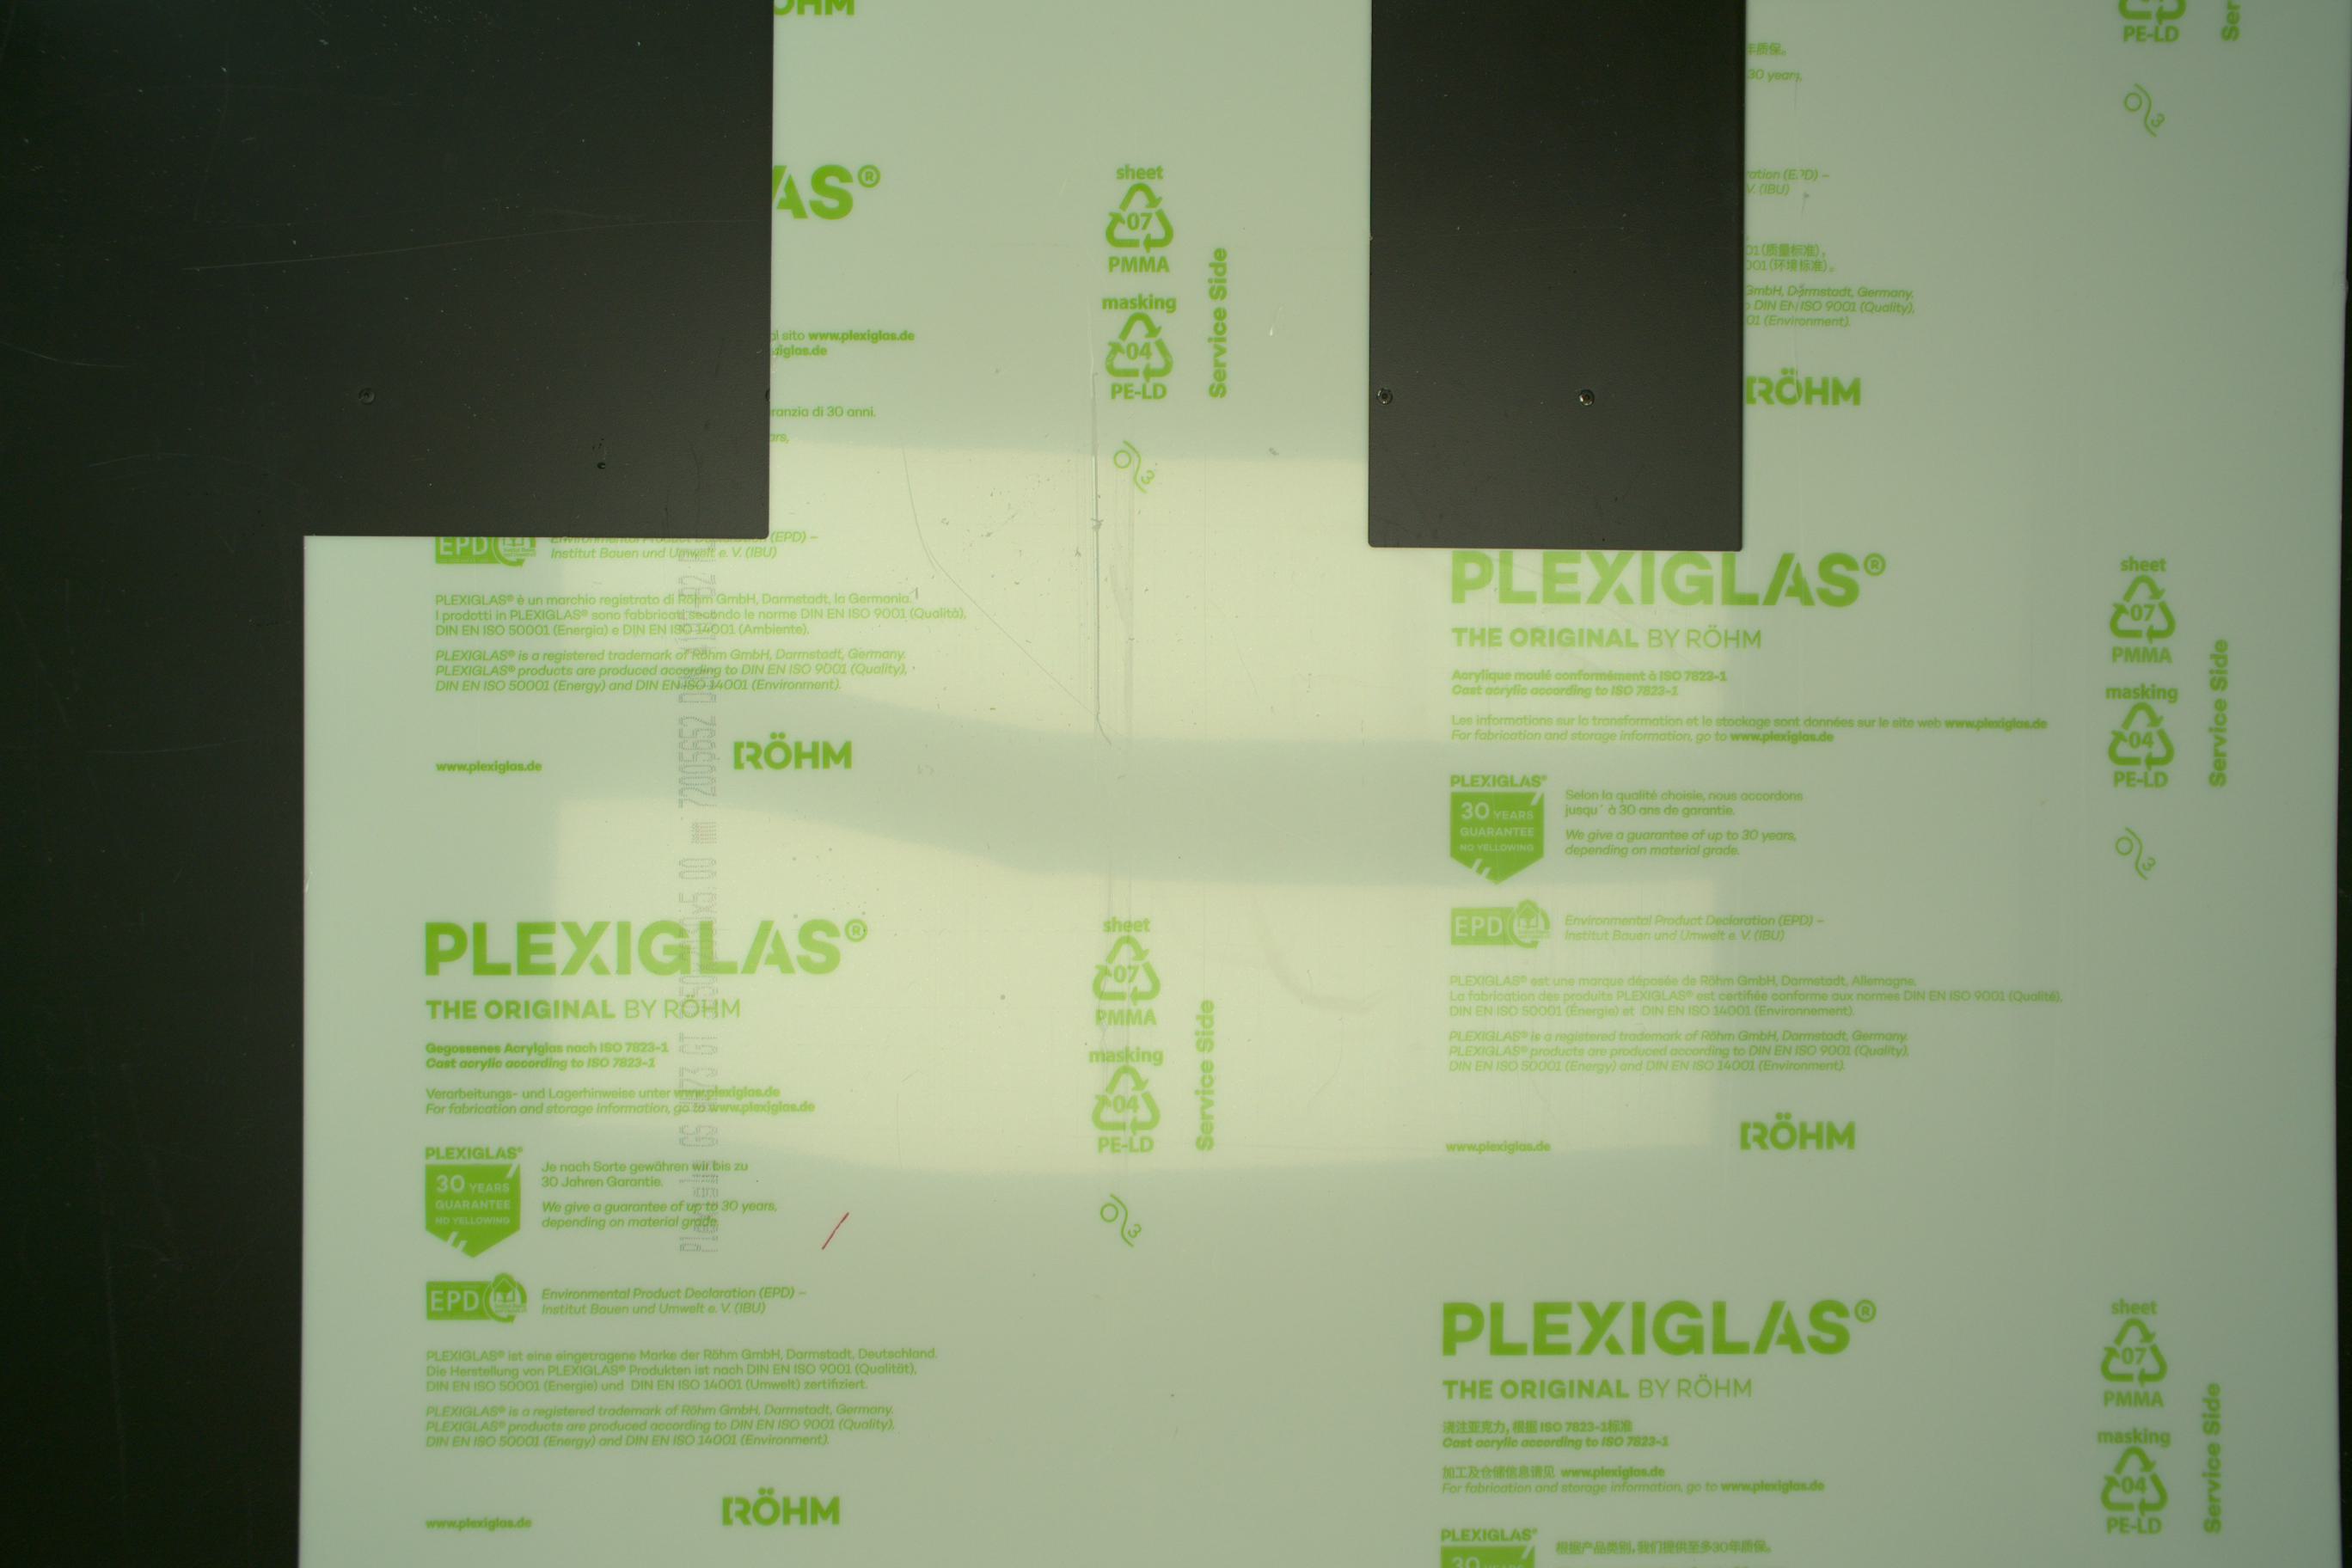 RÖHM
AS®
sheet
07
PMMA
masking
04
PE-LD
Service Side
al sito www.plexiglas.de
xiglas.de
ranzia di 30 anni.
ars,
EPD
Environmental Product Declaration (EPD) –
Institut Bauen und Umwelt e. V. (IBU)
PLEXIGLAS® è un marchio registrato di Röhm GmbH, Darmstadt, la Germania.
I prodotti in PLEXIGLAS® sono fabbricati secondo le norme DIN EN ISO 9001 (Qualità),
DIN EN ISO 50001 (Energia) e DIN EN ISO 14001 (Ambiente).
PLEXIGLAS® is a registered trademark of Röhm GmbH, Darmstadt, Germany.
PLEXIGLAS® products are produced according to DIN EN ISO 9001 (Quality),
DIN EN ISO 50001 (Energy) and DIN EN ISO 14001 (Environment).
www.plexiglas.de
RÖHM
PLEXIGLAS®
THE ORIGINAL BY RÖHM
Gegossenes Acrylglas nach ISO 7823-1
Cast acrylic according to ISO 7823-1
Verarbeitungs- und Lagerhinweise unter www.plexiglas.de
For fabrication and storage information, go to www.plexiglas.de
PLEXIGLAS®
30 YEARS
GUARANTEE
NO YELLOWING
Je nach Sorte gewähren wir bis zu
30 Jahren Garantie.
We give a guarantee of up to 30 years,
depending on material grade.
EPD
Environmental Product Declaration (EPD) –
Institut Bauen und Umwelt e. V. (IBU)
PLEXIGLAS® ist eine eingetragene Marke der Röhm GmbH, Darmstadt, Deutschland.
Die Herstellung von PLEXIGLAS® Produkten ist nach DIN EN ISO 9001 (Qualität),
DIN EN ISO 50001 (Energie) und DIN EN ISO 14001 (Umwelt) zertifiziert.
PLEXIGLAS® is a registered trademark of Röhm GmbH, Darmstadt, Germany.
PLEXIGLAS® products are produced according to DIN EN ISO 9001 (Quality),
DIN EN ISO 50001 (Energy) and DIN EN ISO 14001 (Environment).
www.plexiglas.de
RÖHM
sheet
07
PMMA
masking
04
PE-LD
Service Side
72005652
PE-LD
Ser
年质保。
30 years,
ration (EPD) –
V. (IBU)
01 (质量标准),
001 (环境标准)。
GmbH, Darmstadt, Germany.
o DIN EN ISO 9001 (Quality),
01 (Environment).
RÖHM
PLEXIGLAS®
THE ORIGINAL BY RÖHM
Acrylique moulé conformément à ISO 7823-1
Cast acrylic according to ISO 7823-1
Les informations sur la transformation et le stockage sont données sur le site web www.plexiglas.de
For fabrication and storage information, go to www.plexiglas.de
PLEXIGLAS®
30 YEARS
GUARANTEE
NO YELLOWING
Selon la qualité choisie, nous accordons
jusqu' à 30 ans de garantie.
We give a guarantee of up to 30 years,
depending on material grade.
EPD
Environmental Product Declaration (EPD) –
Institut Bauen und Umwelt e. V. (IBU)
PLEXIGLAS® est une marque déposée de Röhm GmbH, Darmstadt, Allemagne.
La fabrication des produits PLEXIGLAS® est certifiée conforme aux normes DIN EN ISO 9001 (Qualité),
DIN EN ISO 50001 (Énergie) et DIN EN ISO 14001 (Environnement).
PLEXIGLAS® is a registered trademark of Röhm GmbH, Darmstadt, Germany.
PLEXIGLAS® products are produced according to DIN EN ISO 9001 (Quality),
DIN EN ISO 50001 (Energy) and DIN EN ISO 14001 (Environment).
www.plexiglas.de
RÖHM
sheet
07
PMMA
masking
04
PE-LD
Service Side
PLEXIGLAS®
THE ORIGINAL BY RÖHM
浇注亚克力, 根据 ISO 7823-1标准
Cast acrylic according to ISO 7823-1
加工及仓储信息请见 www.plexiglas.de
For fabrication and storage information, go to www.plexiglas.de
PLEXIGLAS®
30 YEARS
根据产品类别, 我们提供至多30年质保。
sheet
07
PMMA
masking
04
PE-LD
Service Side